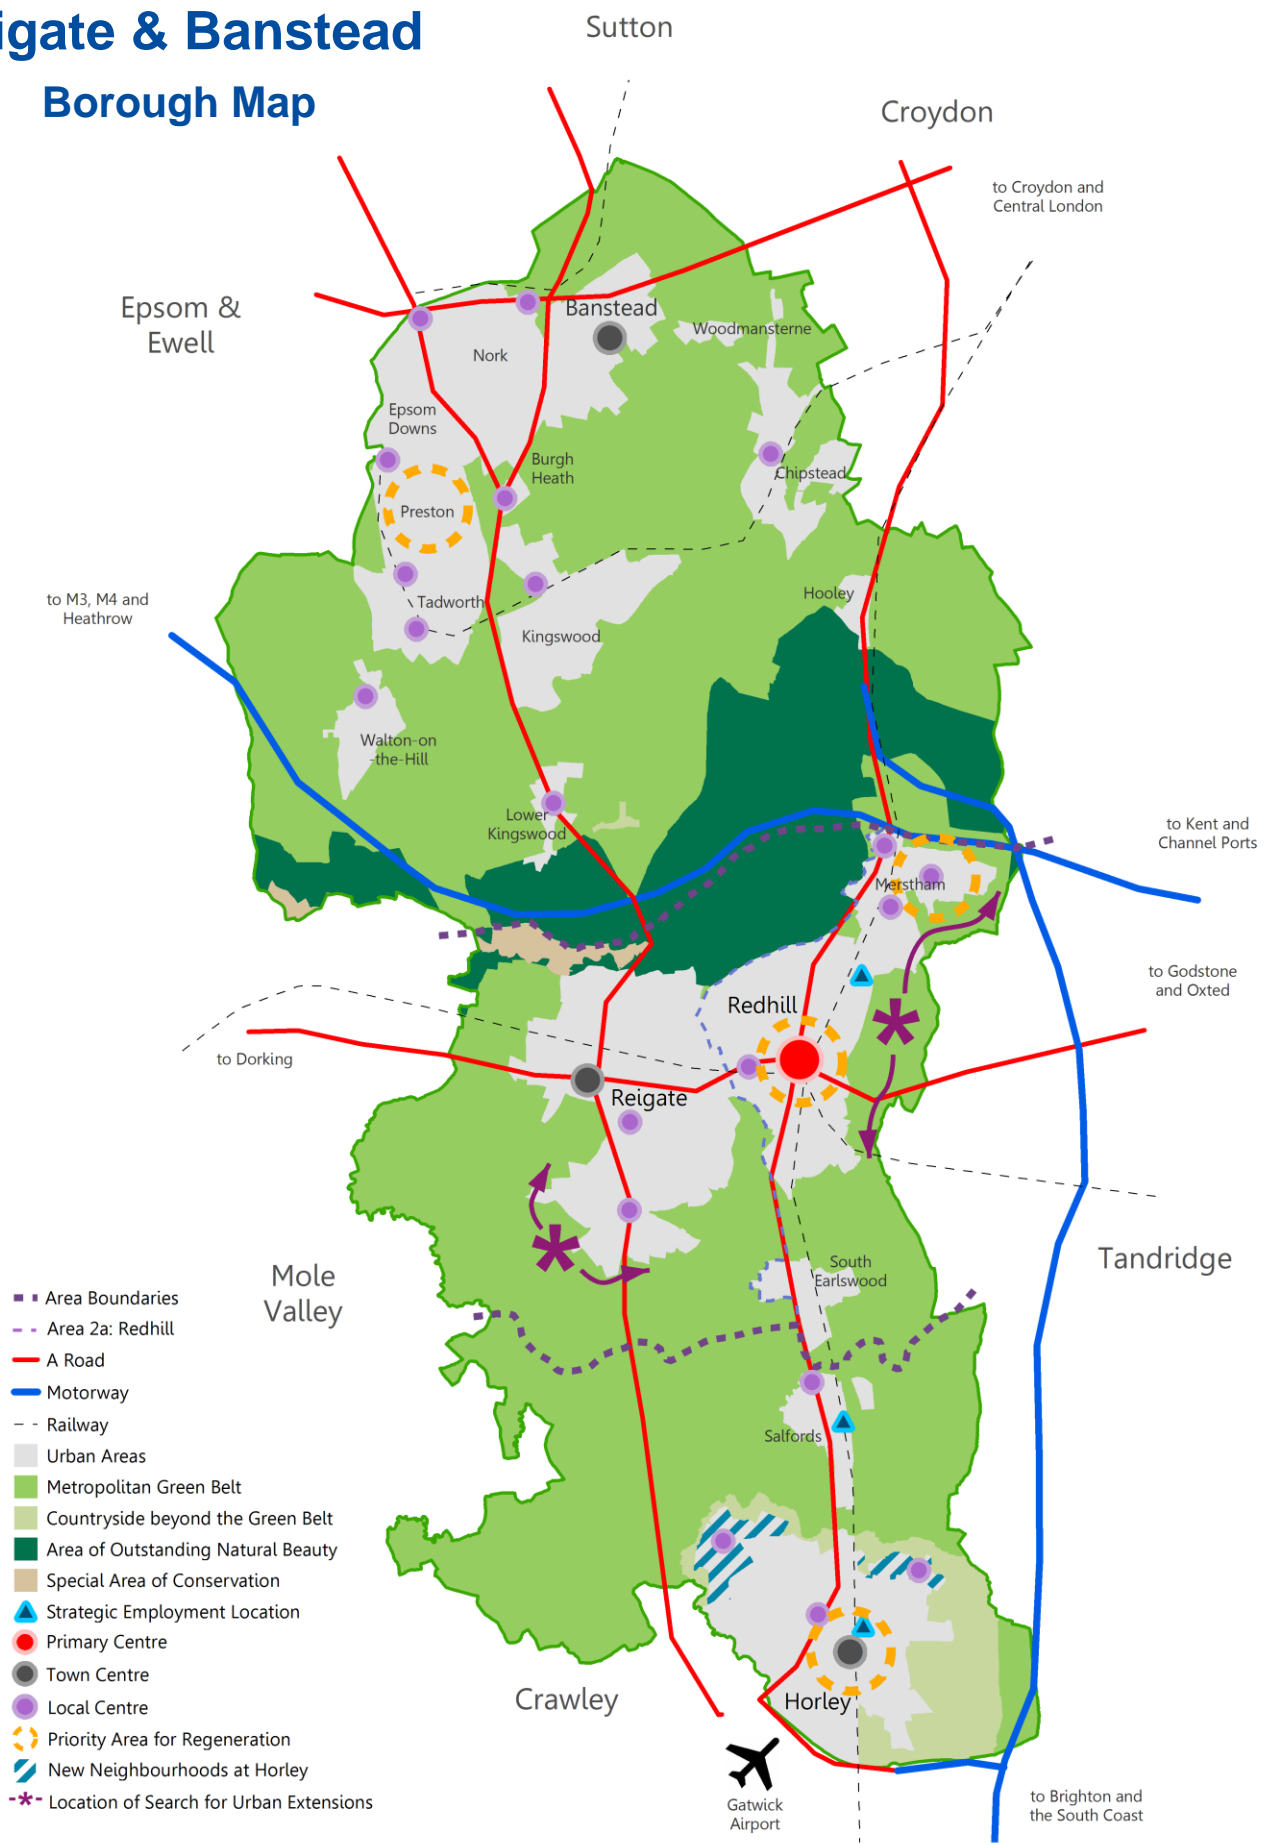 igate & Banstead
Borough Map
Sutton
Croydon
to Croydon and
Central London
Epsom &
Ewell
Banstead
Woodmansterne
Nork
Epsom
Downs
Burgh
Heath
Chipstead
Preston
Hooley
to M3, M4 and
Heathrow
Tadworth
Kingswood
Walton-on
-the-Hill
Lower
Kingswood
to Kent and
Channel Ports
Merstham
to Godstone
and Oxted
Redhill
to Dorking
Reigate
Mole
Valley
South
Earlswood
Tandridge
Salfords
Crawley
Horley
Gatwick
Airport
to Brighton and
the South Coast
Area Boundaries
Area 2a: Redhill
A Road
Motorway
Railway
Urban Areas
Metropolitan Green Belt
Countryside beyond the Green Belt
Area of Outstanding Natural Beauty
Special Area of Conservation
Strategic Employment Location
Primary Centre
Town Centre
Local Centre
Priority Area for Regeneration
New Neighbourhoods at Horley
Location of Search for Urban Extensions